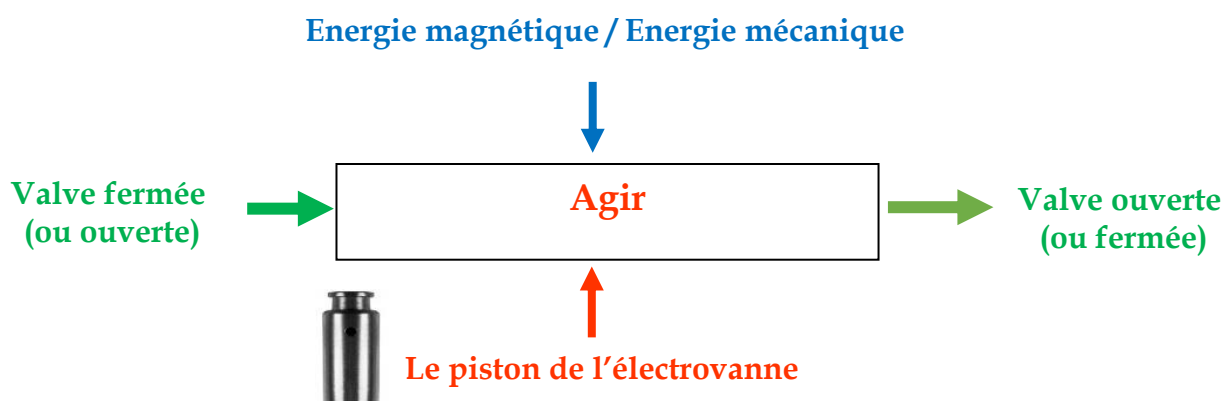 Energie magnétique / Energie mécanique
Valve fermée
(ou ouverte)
Agir
Valve ouverte
(ou fermée)
Le piston de l’électrovanne